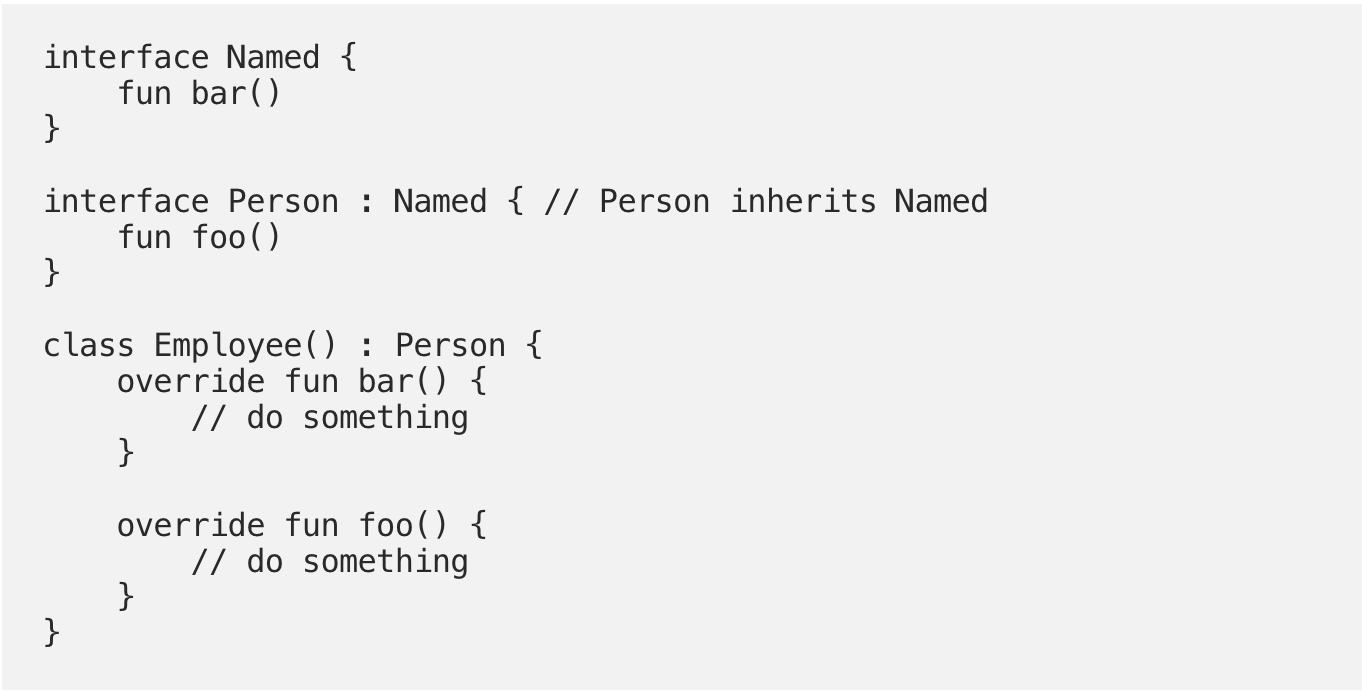 interface Named {
    fun bar()
}

interface Person : Named { // Person inherits Named
    fun foo()
}

class Employee() : Person {
    override fun bar() {
        // do something
    }

    override fun foo() {
        // do something
    }
}